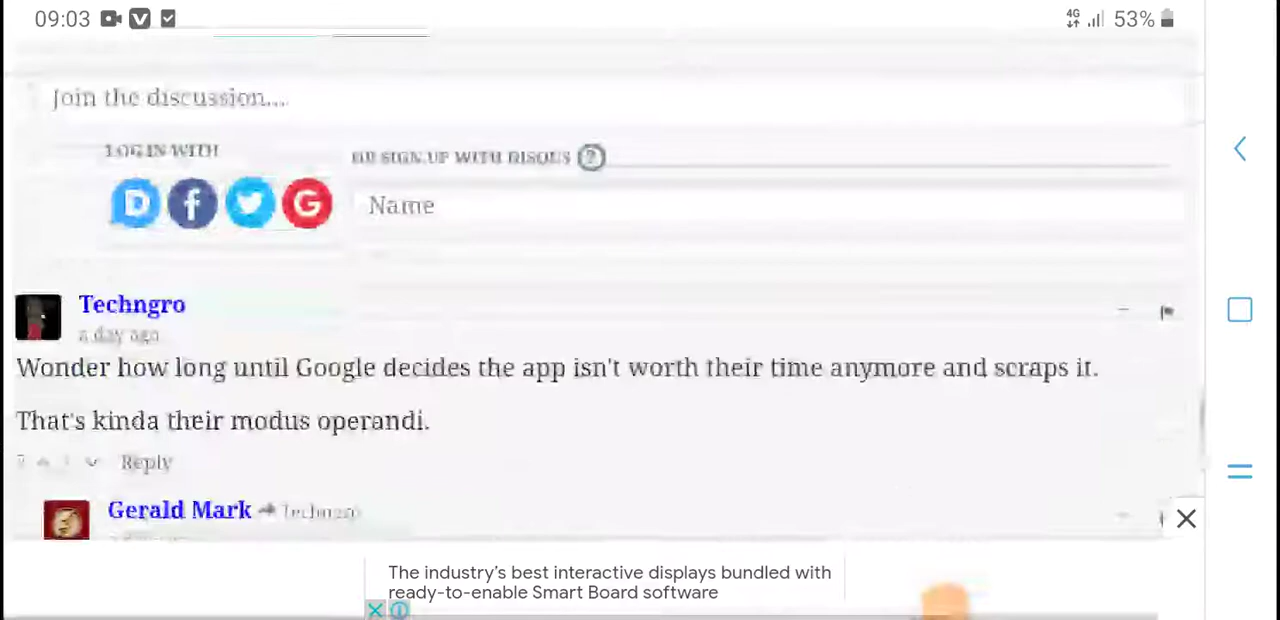 09:03
4G 53%
Join the discussion...
LOG IN WITH
OR SIGN UP WITH DISQUS ?
D f G
Name
Techngro
a day ago
Wonder how long until Google decides the app isn't worth their time anymore and scraps it.
That's kinda their modus operandi.
Reply
Gerald Mark Techngro
The industry's best interactive displays bundled with
ready-to-enable Smart Board software